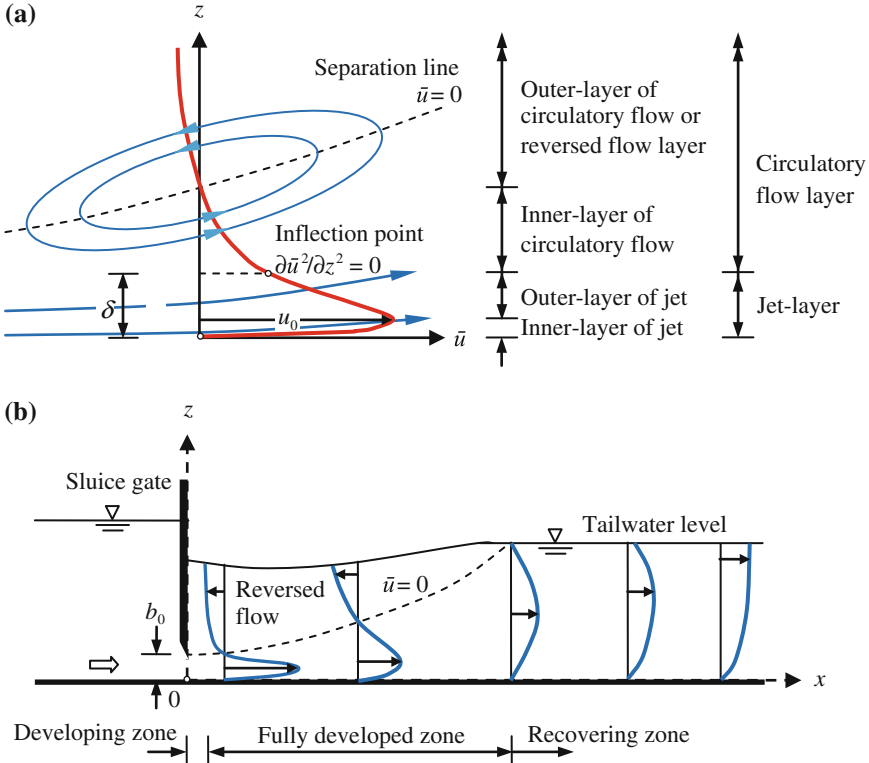 (a)
z
Separation line
ū = 0
Outer-layer of
circulatory flow or
reversed flow layer
Circulatory
flow layer
Inner-layer of
circulatory flow
Inflection point
∂ū²/∂z² = 0
δ
u₀
ū
Outer-layer of jet
Inner-layer of jet
Jet-layer
(b)
z
Sluice gate
Tailwater level
Reversed
flow
ū = 0
b₀
0
x
Developing zone
Fully developed zone
Recovering zone